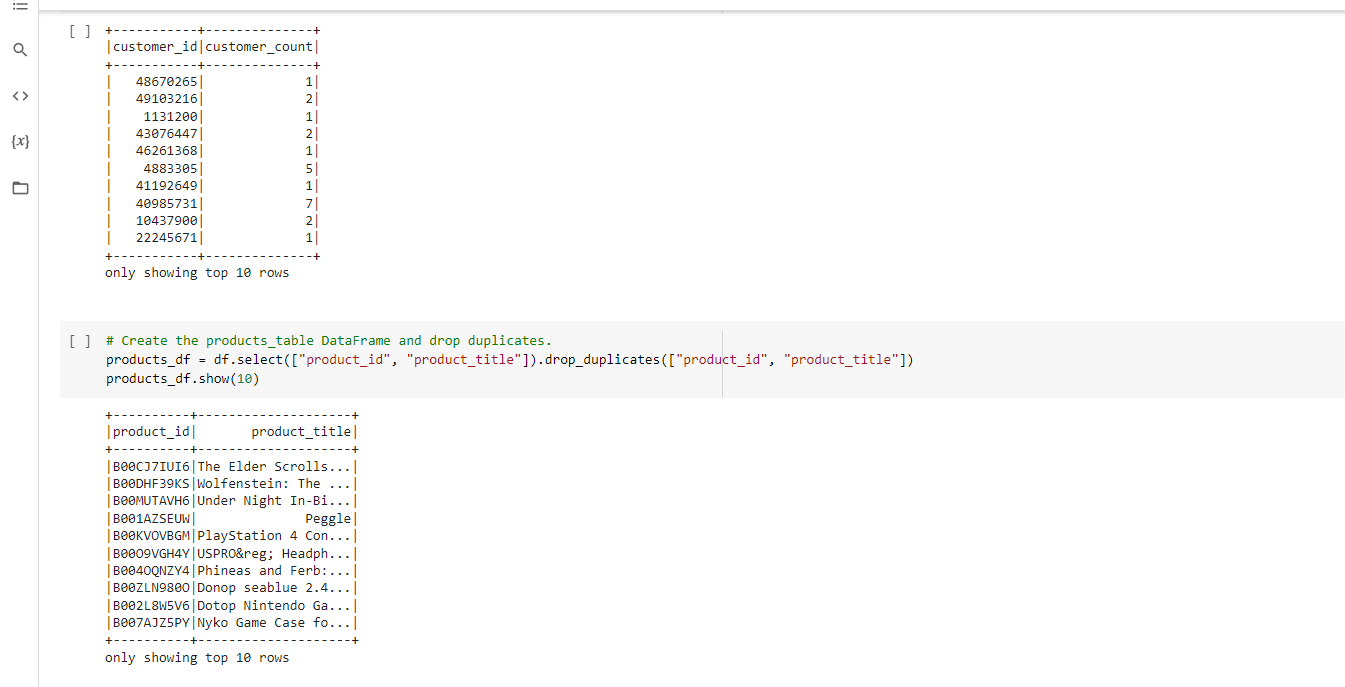 [ ] +-----------+--------------+
|customer_id|customer_count|
+-----------+--------------+
|   48670265|             1|
|   49103216|             2|
|    1131200|             1|
|   43076447|             2|
|   46261368|             1|
|    4883305|             5|
|   41192649|             1|
|   40985731|             7|
|   10437900|             2|
|   22245671|             1|
+-----------+--------------+
only showing top 10 rows
{x}
[ ] # Create the products_table DataFrame and drop duplicates.
products_df = df.select(["product_id", "product_title"]).drop_duplicates(["product_id", "product_title"])
products_df.show(10)
+----------+--------------------+
|product_id|       product_title|
+----------+--------------------+
|B00CJ7IUI6|The Elder Scrolls...|
|B00DHF39KS|Wolfenstein: The ...|
|B00MUTAVH6|Under Night In-Bi...|
|B001AZSEUW|              Peggle|
|B00KVOVBGM|PlayStation 4 Con...|
|B00O9VGH4Y|USPRO&reg; Headph...|
|B004OQNZY4|Phineas and Ferb:...|
|B00ZLN980O|Donop seablue 2.4...|
|B002L8W5V6|Dotop Nintendo Ga...|
|B007AJZ5PY|Nyko Game Case fo...|
+----------+--------------------+
only showing top 10 rows